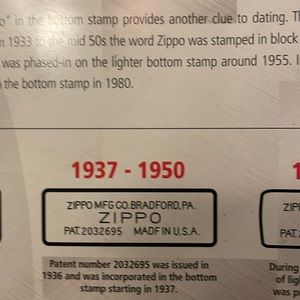 o" in the bottom stamp provides another clue to dating. Th
n 1933 to the mid 50s the word Zippo was stamped in block
was phased-in on the lighter bottom stamp around 1955. I
the bottom stamp in 1980.
1937 - 1950
ZIPPO MFG CO. BRADFORD, PA.
ZIPPO
PAT. 2032695 MADE IN U.S.A.
ZIP
PAT.
Patent number 2032695 was issued in
1936 and was incorporated in the bottom
stamp starting in 1937.
During
of lig
was p